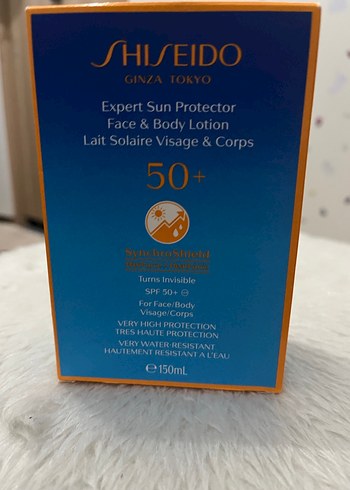 SHISEIDO
GINZA TOKYO
Expert Sun Protector
Face & Body Lotion
Lait Solaire Visage & Corps
50+
SynchroShield
Turns Invisible
SPF 50+
For Face/Body
Visage/Corps
VERY HIGH PROTECTION
TRES HAUTE PROTECTION
VERY WATER-RESISTANT
HAUTEMENT RESISTANT A L'EAU
℮150mL